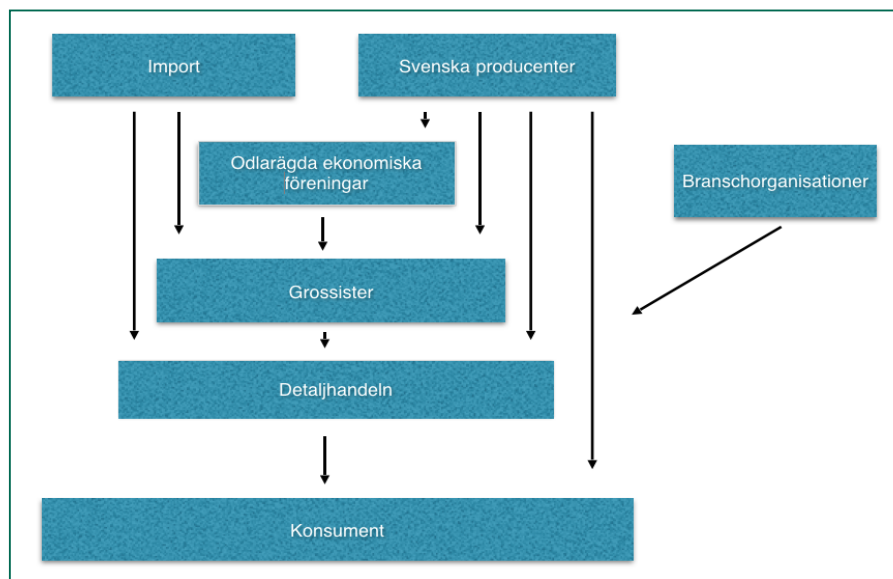 Import
Svenska producenter
Odlarägda ekonomiska
föreningar
Branschorganisationer
Grossister
Detaljhandeln
Konsument